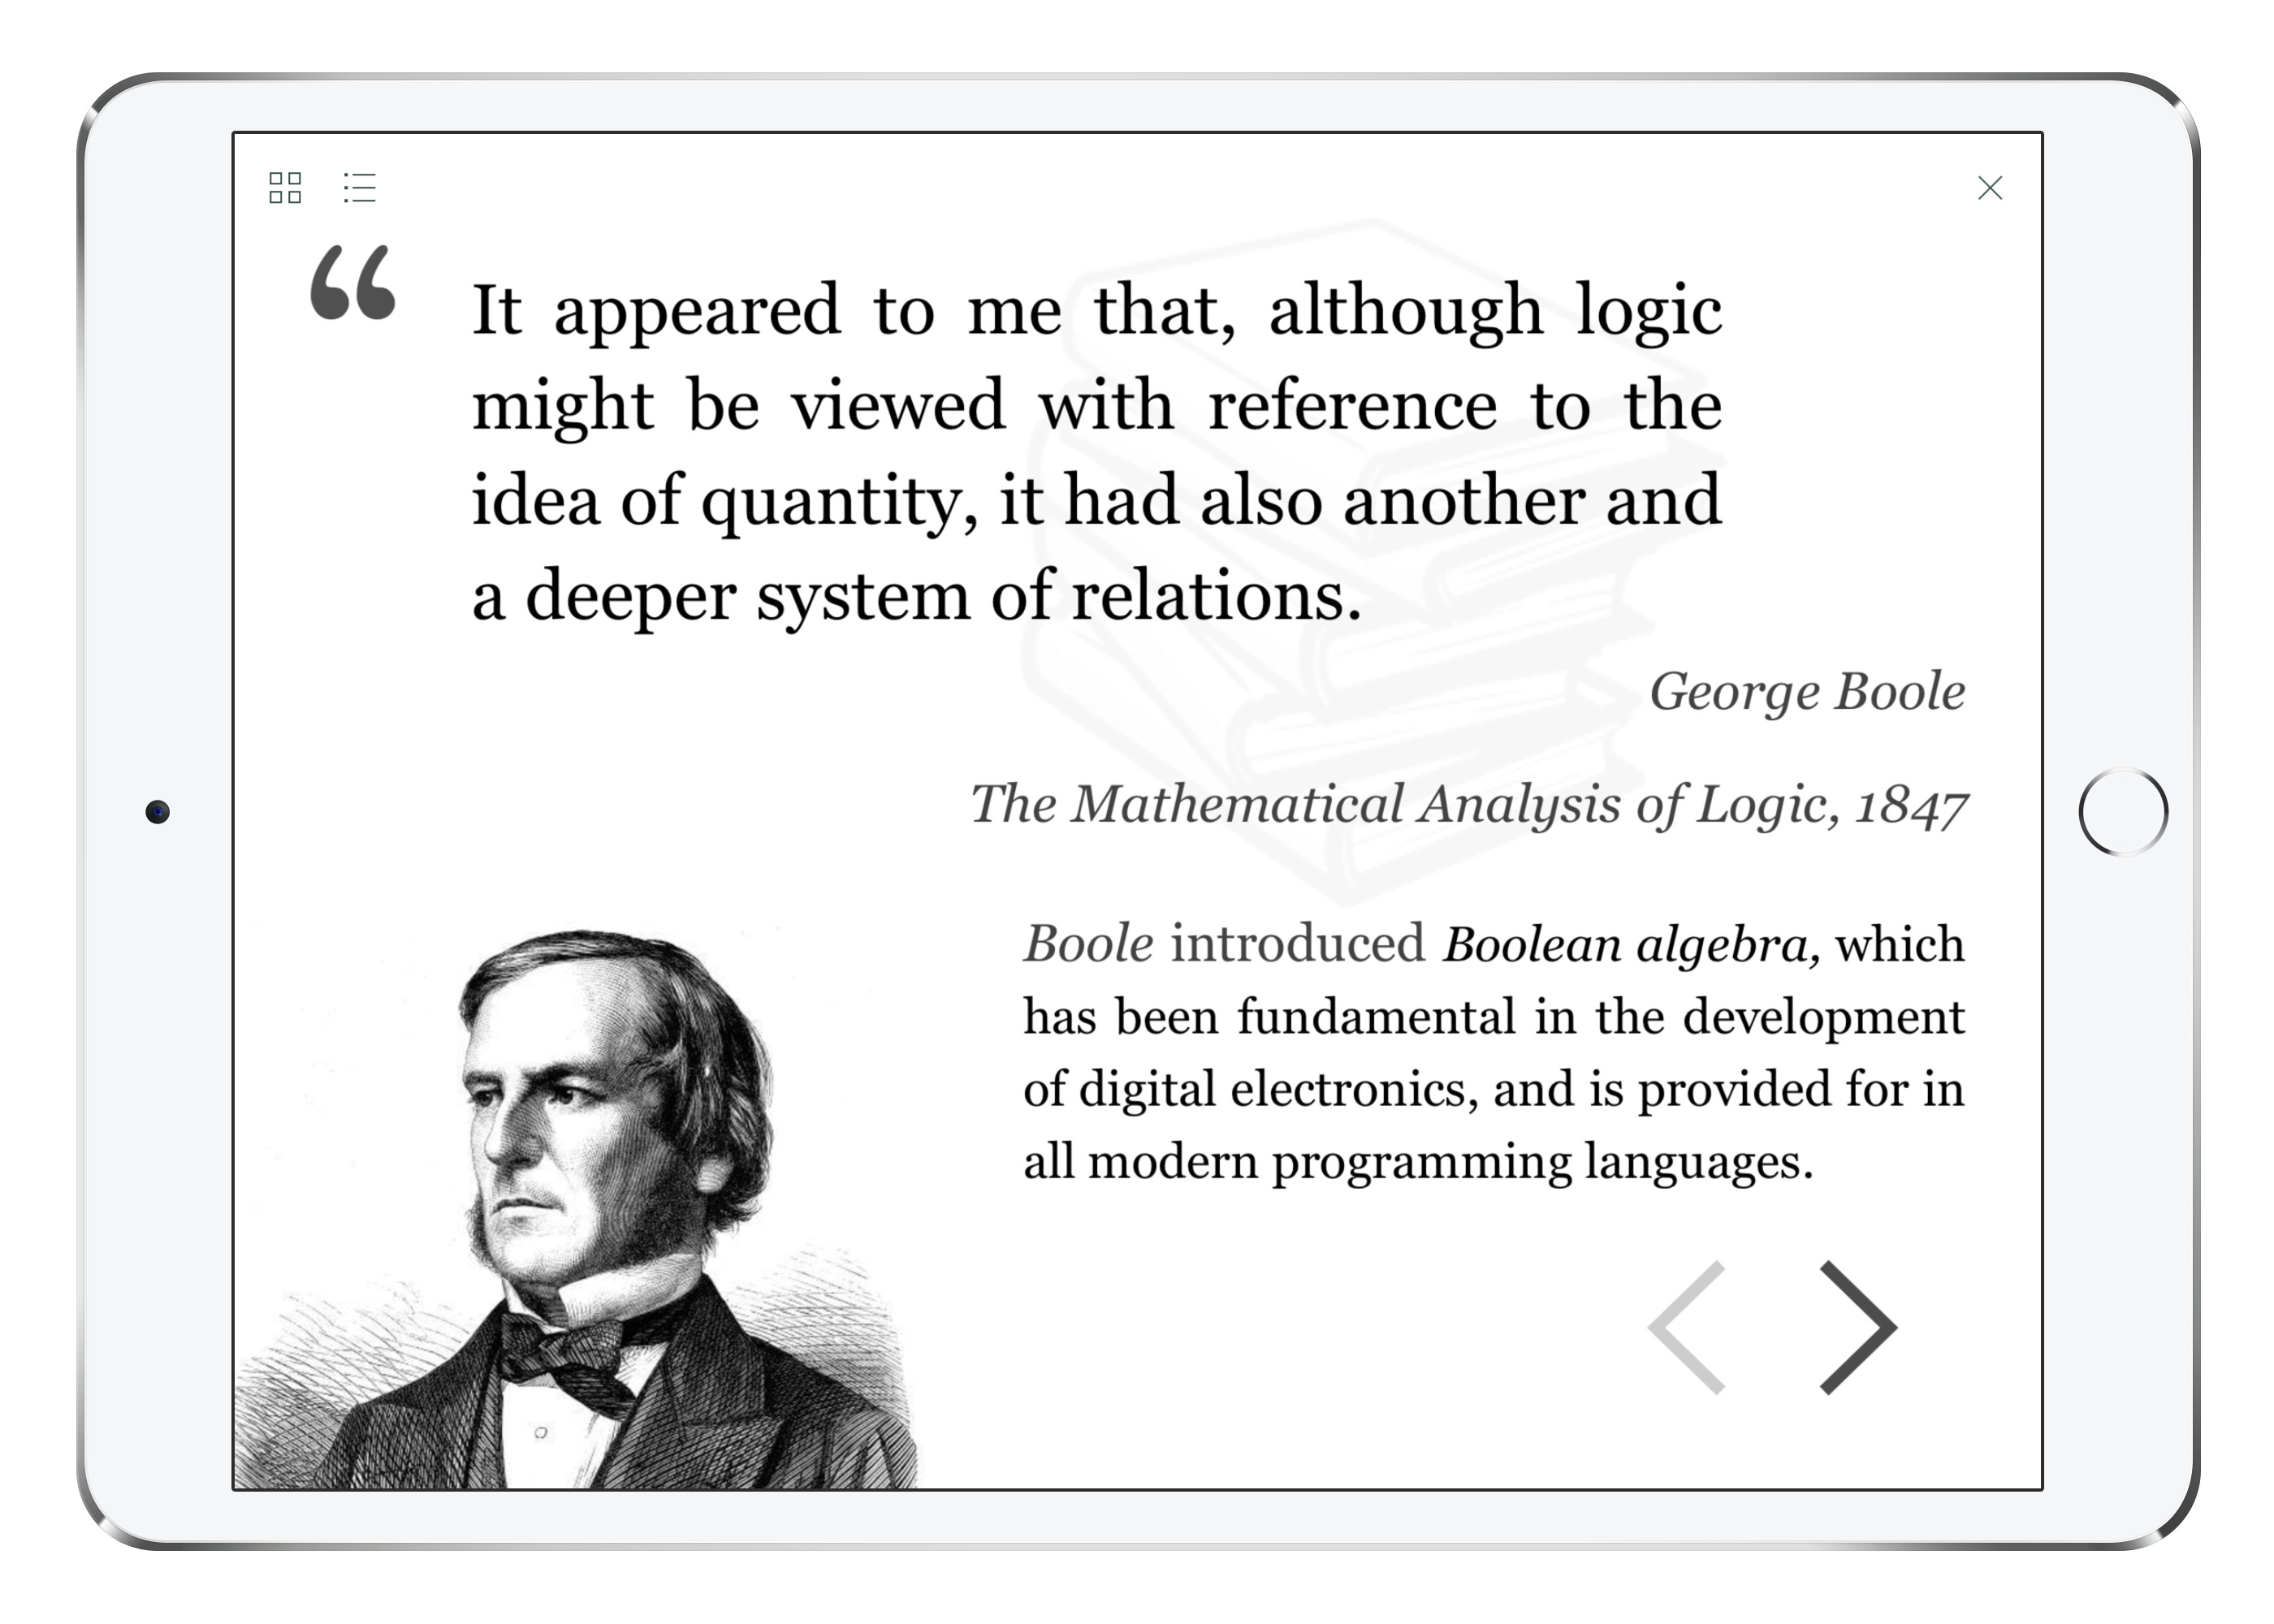 “
It appeared to me that, although logic
might be viewed with reference to the
idea of quantity, it had also another and
a deeper system of relations.
George Boole
The Mathematical Analysis of Logic, 1847
Boole introduced Boolean algebra, which
has been fundamental in the development
of digital electronics, and is provided for in
all modern programming languages.